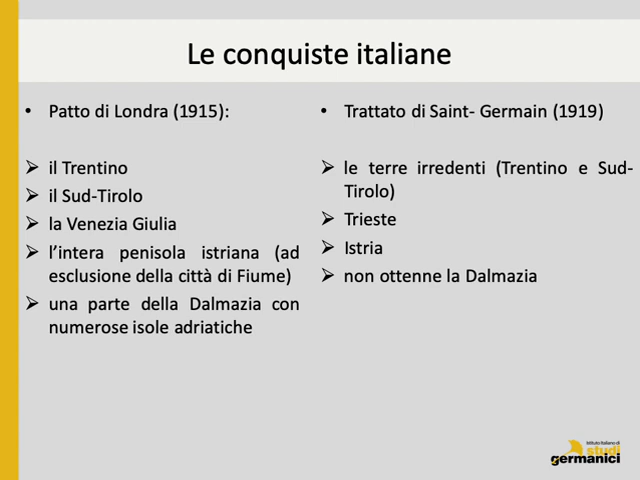 Le conquiste italiane
• Patto di Londra (1915):
➢ il Trentino
➢ il Sud-Tirolo
➢ la Venezia Giulia
➢ l’intera penisola istriana (ad
esclusione della città di Fiume)
➢ una parte della Dalmazia con
numerose isole adriatiche
• Trattato di Saint- Germain (1919)
➢ le terre irredenti (Trentino e Sud-
Tirolo)
➢ Trieste
➢ Istria
➢ non ottenne la Dalmazia
Istituto Italiano di
studi
germanici